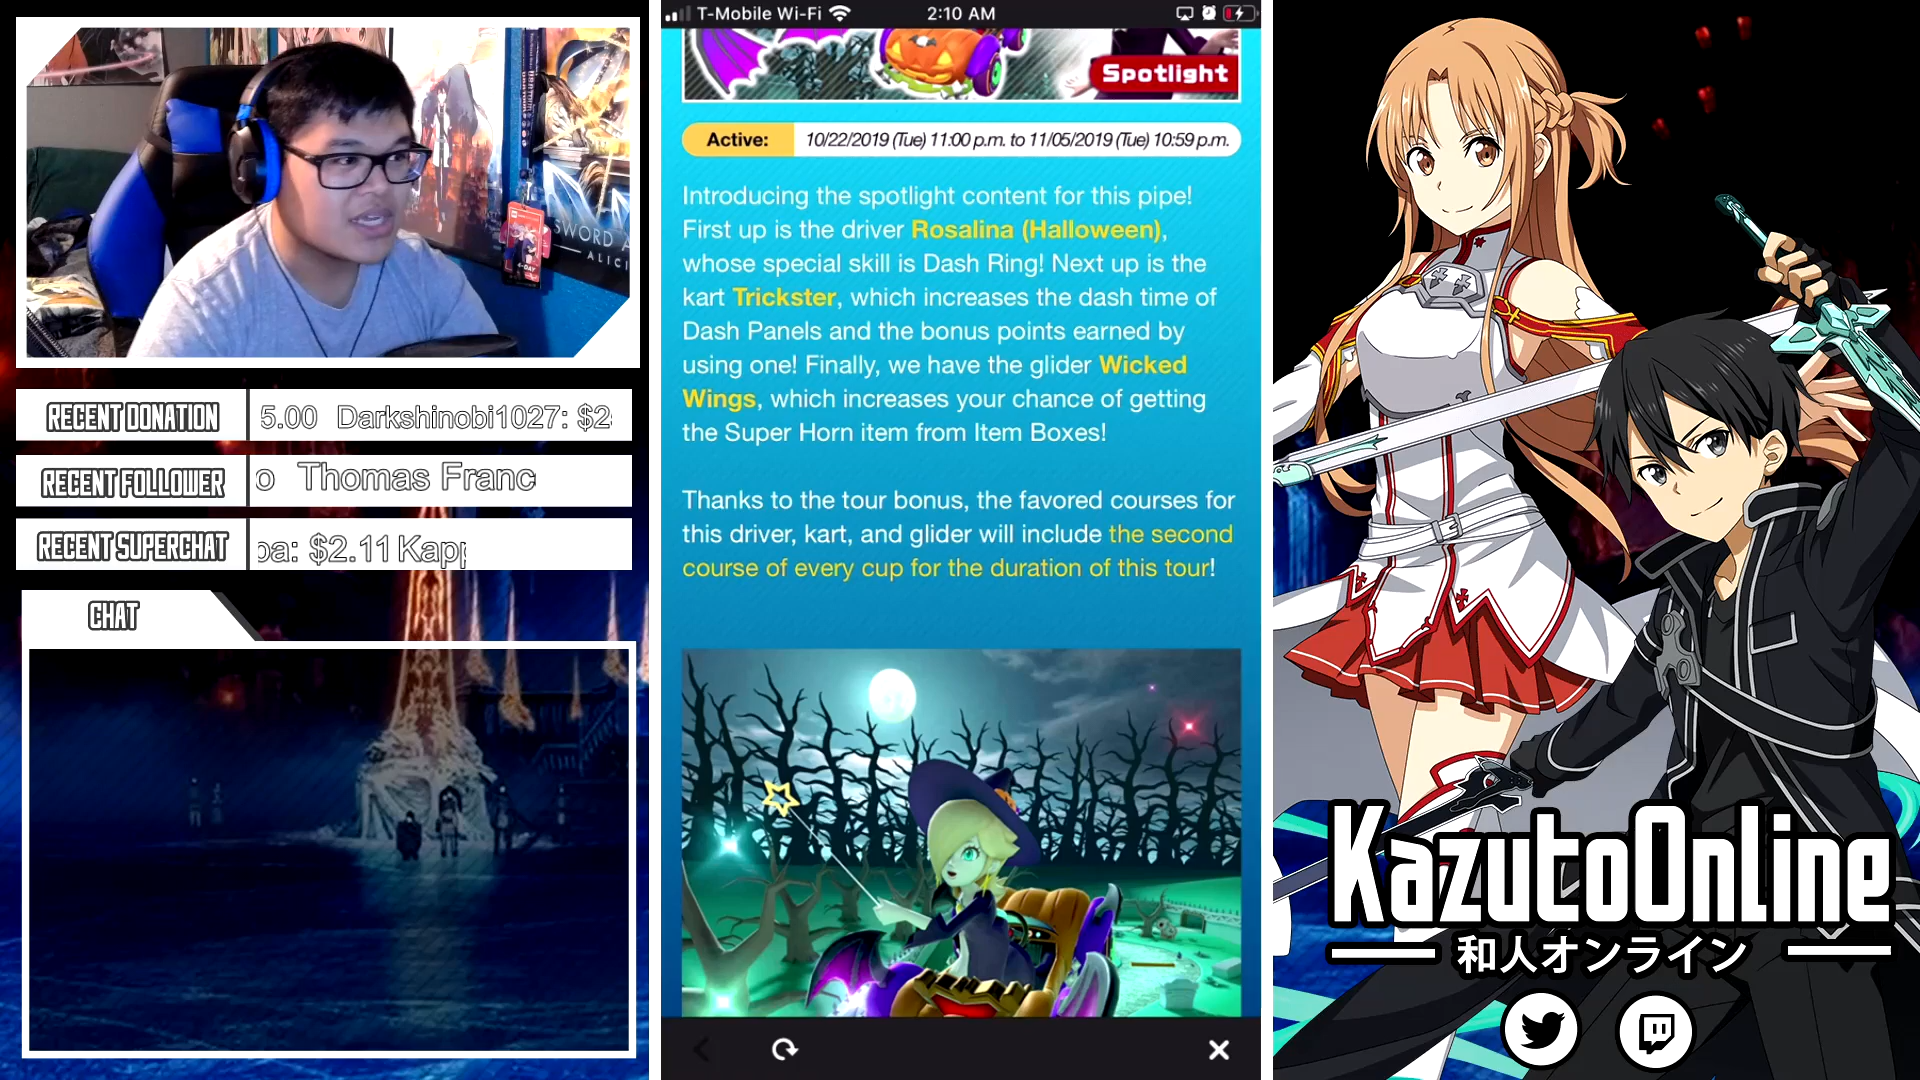 SWORD A
ALICI
4-DAY
RECENT DONATION
5.00 Darkshinobi1027: $2
RECENT FOLLOWER
o Thomas Franc
RECENT SUPERCHAT
pa: $2.11 Kapp
CHAT
T-Mobile Wi-Fi
2:10 AM
Spotlight
Active:
10/22/2019 (Tue) 11:00 p.m. to 11/05/2019 (Tue) 10:59 p.m.
Introducing the spotlight content for this pipe!
First up is the driver Rosalina (Halloween),
whose special skill is Dash Ring! Next up is the
kart Trickster, which increases the dash time of
Dash Panels and the bonus points earned by
using one! Finally, we have the glider Wicked
Wings, which increases your chance of getting
the Super Horn item from Item Boxes!
Thanks to the tour bonus, the favored courses for
this driver, kart, and glider will include the second
course of every cup for the duration of this tour!
KazutoOnline
和人オンライン